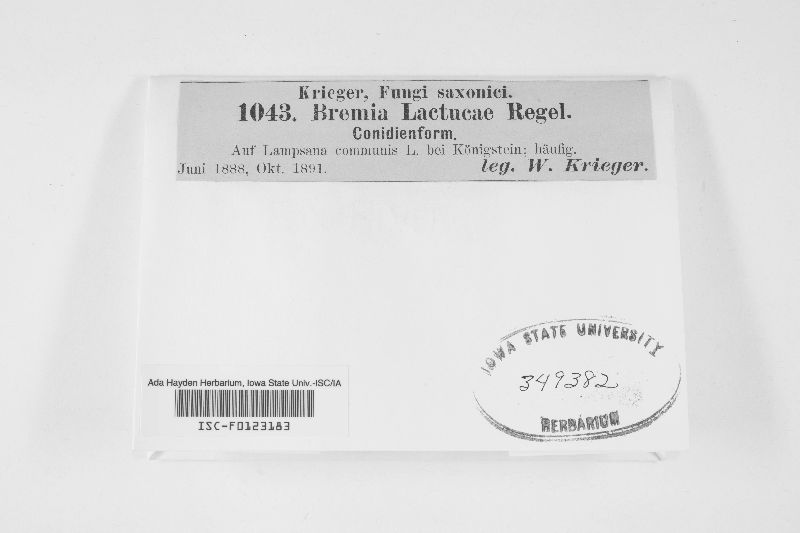 Krieger, Fungi saxonici.
1043. Bremia Lactucae Regel.
Conidienform.
Auf Lampsana communis L. bei Königstein; häufig.
Juni 1888, Okt. 1891. leg. W. Krieger.
IOWA STATE UNIVERSITY
349382
HERBARIUM
Ada Hayden Herbarium, Iowa State Univ.-ISC/IA
ISC-F0123183